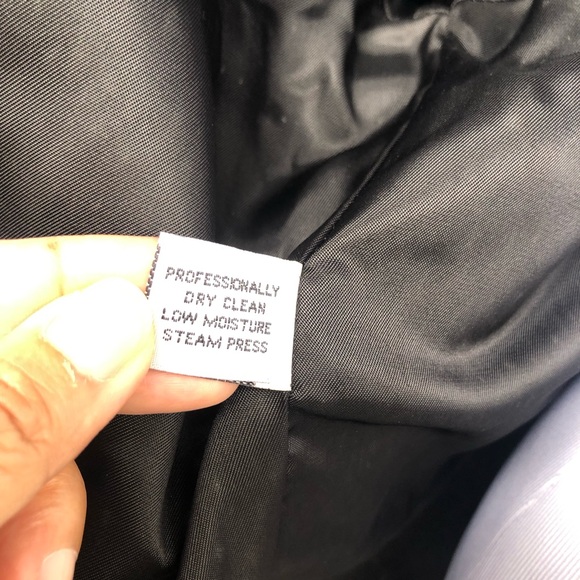 PROFESSIONALLY
DRY CLEAN
LOW MOISTURE
STEAM PRESS